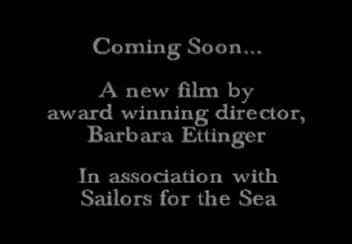 Coming Soon...
A new film by
award winning director,
Barbara Ettinger
In association with
Sailors for the Sea